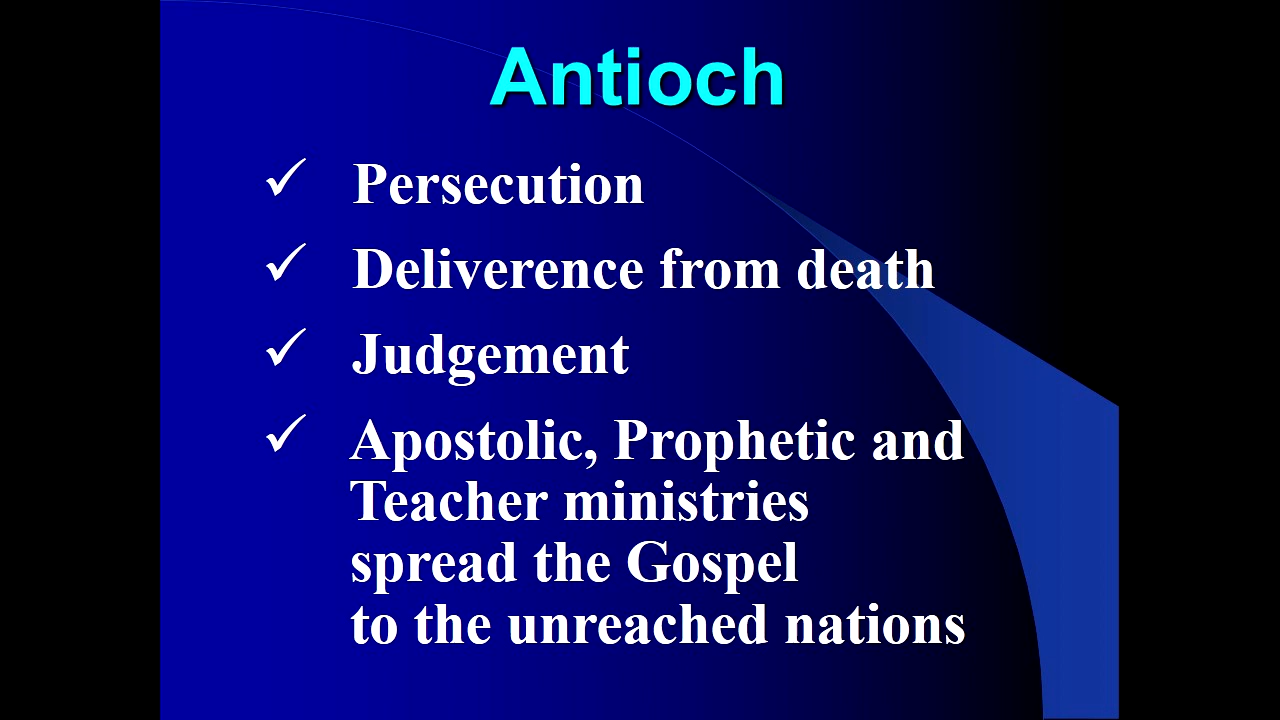 Antioch
✓ Persecution
✓ Deliverence from death
✓ Judgement
✓ Apostolic, Prophetic and
Teacher ministries
spread the Gospel
to the unreached nations